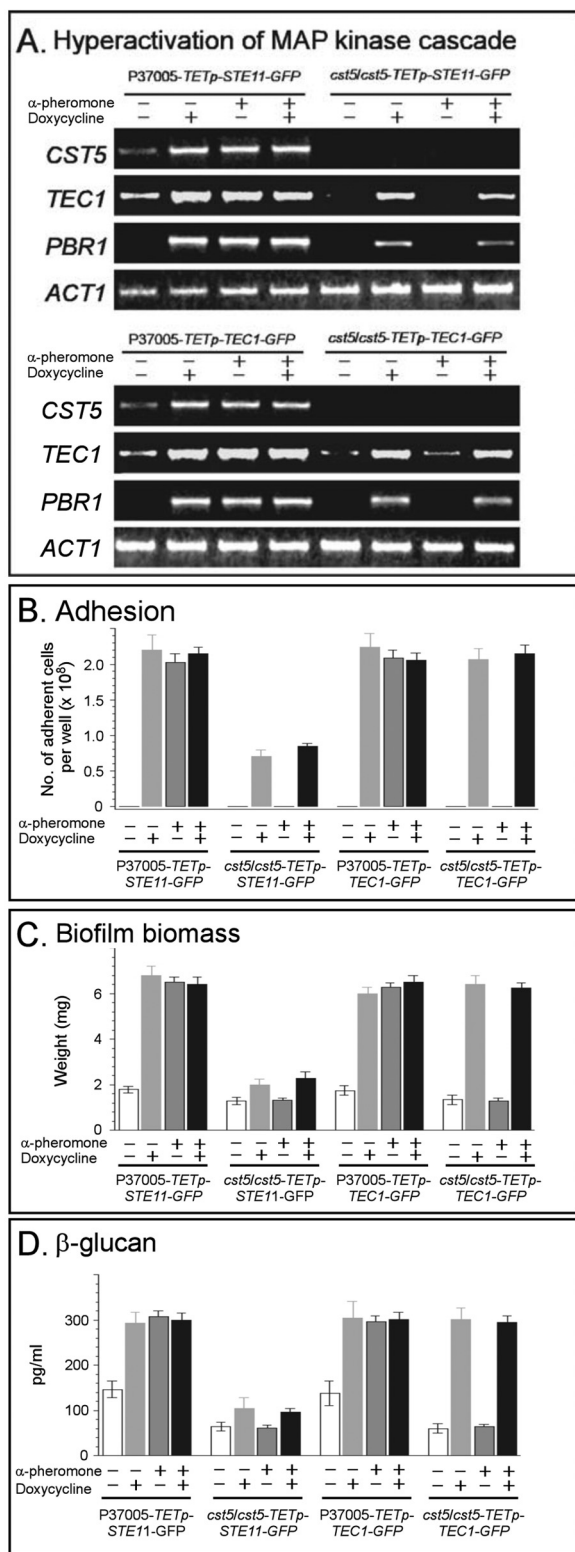 A. Hyperactivation of MAP kinase cascade
P37005-TETp-STE11-GFP cst5/cst5-TETp-STE11-GFP
α-pheromone – – + + – – + +
Doxycycline – + – + – + – +
CST5
TEC1
PBR1
ACT1
P37005-TETp-TEC1-GFP cst5/cst5-TETp-TEC1-GFP
α-pheromone – – + + – – + +
Doxycycline – + – + – + – +
CST5
TEC1
PBR1
ACT1
B. Adhesion
No. of adherent cells
per well (x 10⁸)
2.0
1.5
1.0
0.5
0
α-pheromone – – + + – – + + – – + + – – + +
Doxycycline – + – + – + – + – + – + – + – +
P37005-TETp- cst5/cst5-TETp- P37005-TETp- cst5/cst5-TETp-
STE11-GFP STE11-GFP TEC1-GFP TEC1-GFP
C. Biofilm biomass
Weight (mg)
6
4
2
0
α-pheromone – – + + – – + + – – + + – – + +
Doxycycline – + – + – + – + – + – + – + – +
P37005-TETp- cst5/cst5-TETp- P37005-TETp- cst5/cst5-TETp-
STE11-GFP STE11-GFP TEC1-GFP TEC1-GFP
D. β-glucan
pg/ml
300
200
100
0
α-pheromone – – + + – – + + – – + + – – + +
Doxycycline – + – + – + – + – + – + – + – +
P37005-TETp- cst5/cst5-TETp- P37005-TETp- cst5/cst5-TETp-
STE11-GFP STE11-GFP TEC1-GFP TEC1-GFP